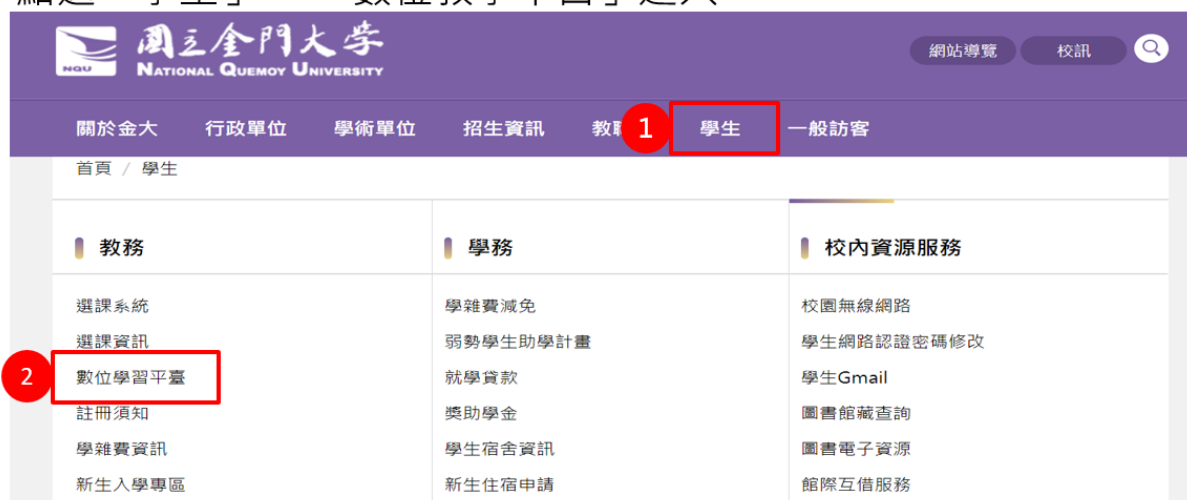 國立金門大學
NQU NATIONAL QUEMOY UNIVERSITY
網站導覽 校訊
關於金大 行政單位 學術單位 招生資訊 教 1 學生 一般訪客
首頁 / 學生
教務 學務 校內資源服務
選課系統 學雜費減免 校園無線網路
選課資訊 弱勢學生助學計畫 學生網路認證密碼修改
2 數位學習平臺 就學貸款 學生Gmail
註冊須知 獎助學金 圖書館藏查詢
學雜費資訊 學生宿舍資訊 圖書電子資源
新生入學專區 新生住宿申請 館際互借服務